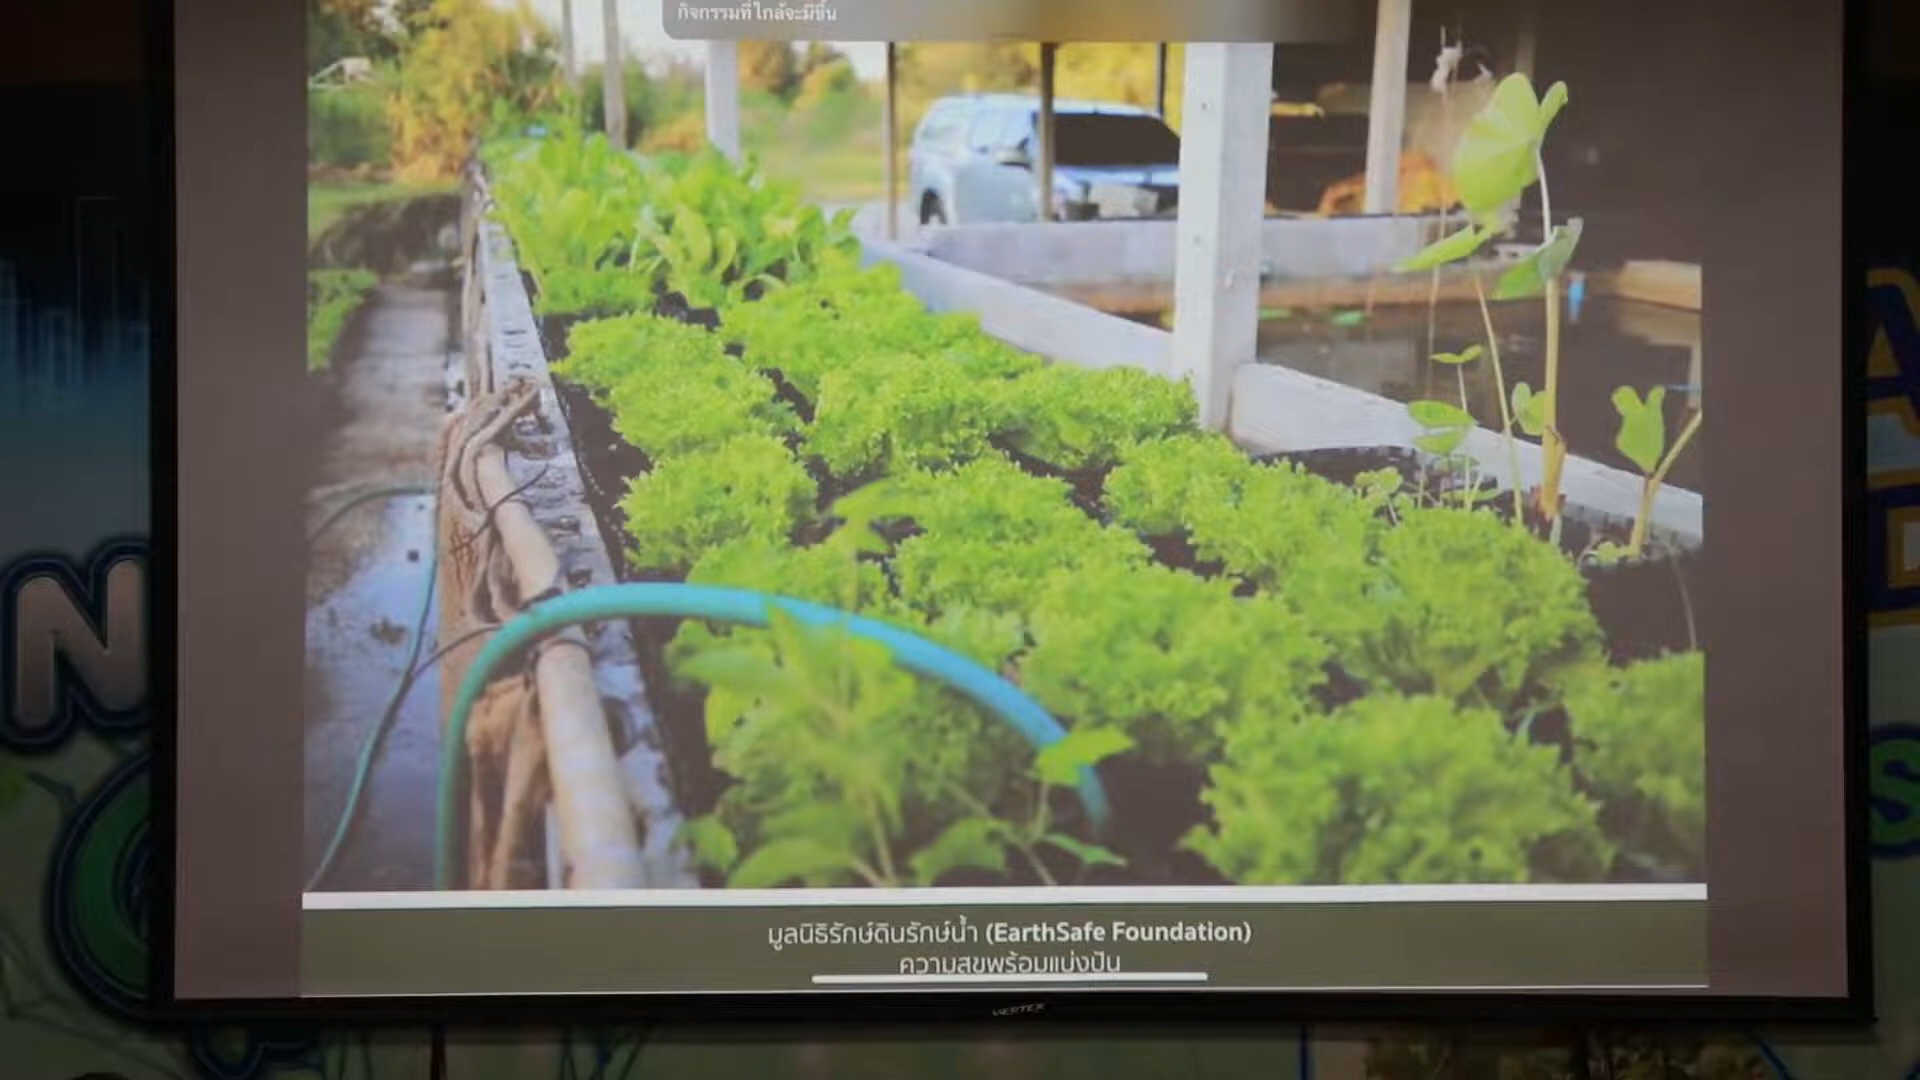 กิจกรรมที่ใกล้จะมีขึ้น
มูลนิธิรักษ์ดินรักษ์น้ำ (EarthSafe Foundation)
ความสุขพร้อมแบ่งปัน
VERTEX
N
A
D
S